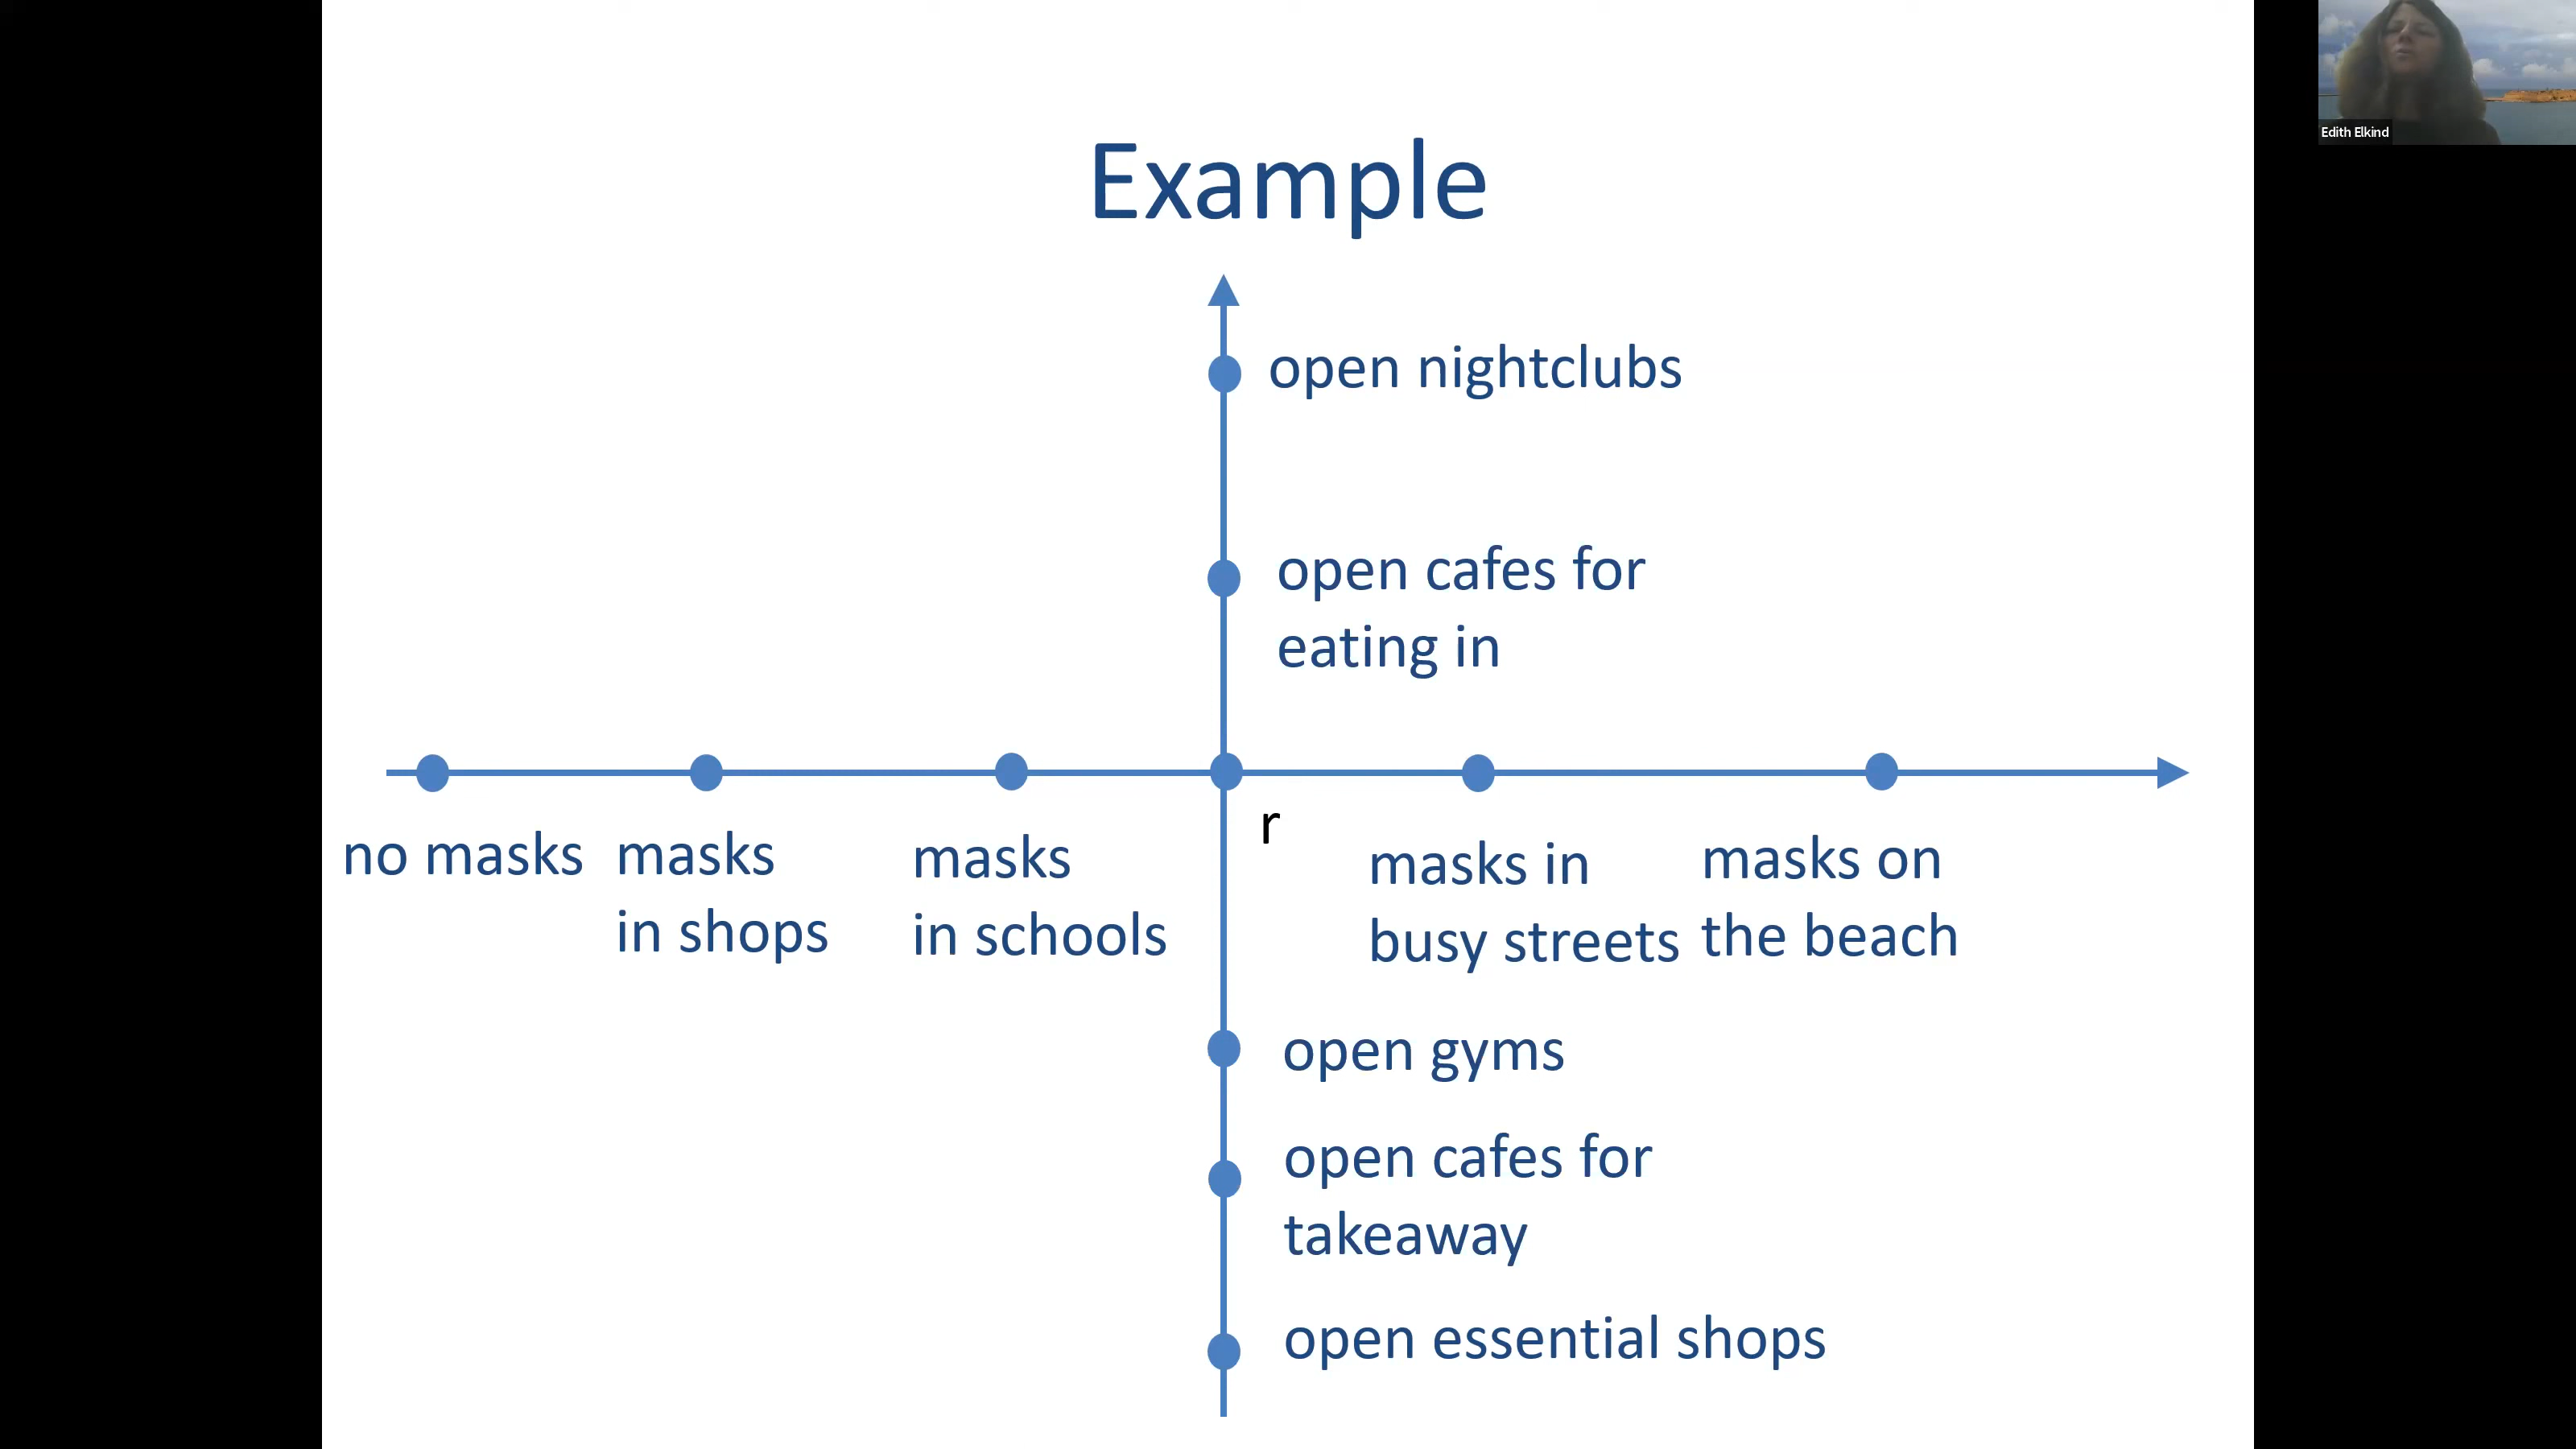 Edith Elkind
Example
open nightclubs
open cafes for
eating in
r
no masks
masks
in shops
masks
in schools
masks in
busy streets
masks on
the beach
open gyms
open cafes for
takeaway
open essential shops